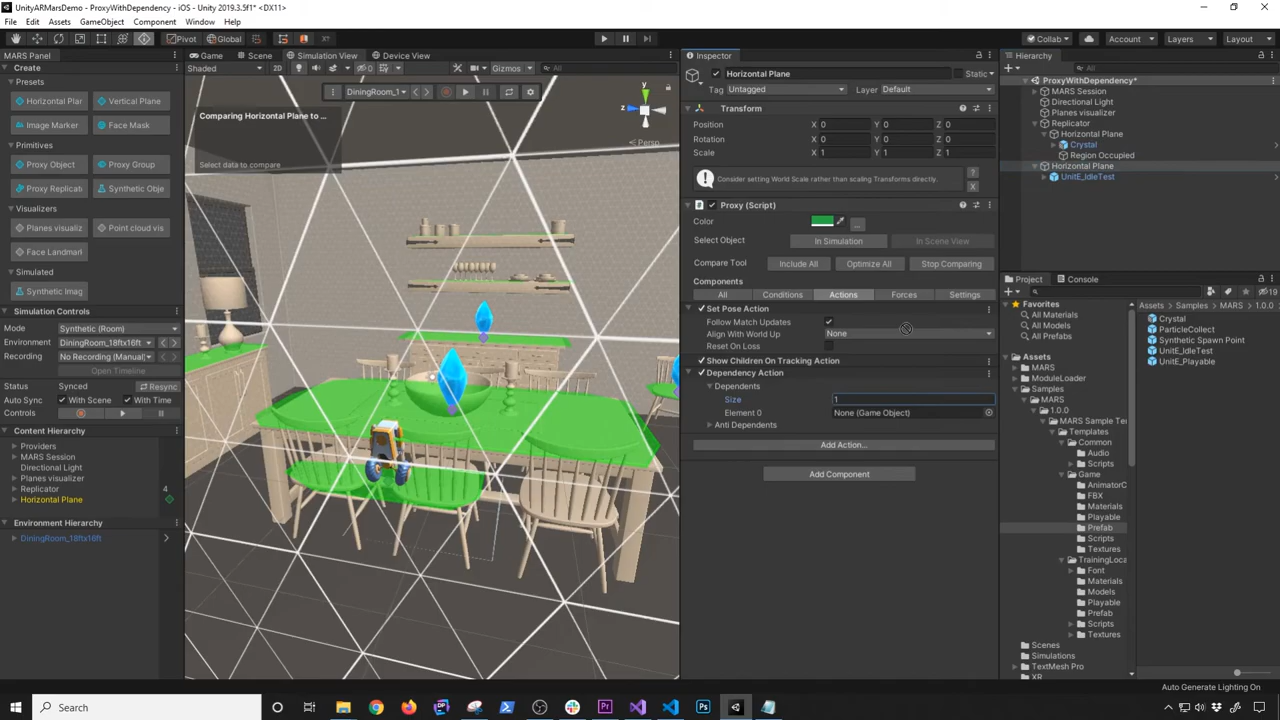 UnityARMarsDemo - ProxyWithDependency - iOS - Unity 2019.3.5f1* <DX11>
File Edit Assets GameObject Component Window Help
Pivot Global Collab Account Layers Layout
MARS Panel
Create
Presets
Horizontal Plan Vertical Plane
Image Marker Face Mask
Primitives
Proxy Object Proxy Group
Proxy Replicati Synthetic Obje
Visualizers
Planes visualiz Point cloud vis
Face Landmar
Simulated
Synthetic Imag
Simulation Controls
Mode Synthetic (Room)
Environment DiningRoom_18ftx16ft
Recording No Recording (Manual)
Open Timeline
Status Synced Resync
Auto Sync With Scene With Time
Controls
Content Hierarchy
Providers
MARS Session
Directional Light
Planes visualizer
Replicator 4
Horizontal Plane
Environment Hierarchy
DiningRoom_18ftx16ft
Game Scene Simulation View Device View
Shaded 2D 0 Gizmos All
DiningRoom_1
Comparing Horizontal Plane to ...
Select data to compare
y
z
Persp
Inspector
Horizontal Plane Static
Tag Untagged Layer Default
Transform
Position X 0 Y 0 Z 0
Rotation X 0 Y 0 Z 0
Scale X 1 Y 1 Z 1
Consider setting World Scale rather than scaling Transforms directly.
? X
Proxy (Script)
Color ...
Select Object In Simulation In Scene View
Compare Tool Include All Optimize All Stop Comparing
Components
All Conditions Actions Forces Settings
Set Pose Action
Follow Match Updates
Align With World Up None
Reset On Loss
Show Children On Tracking Action
Dependency Action
Dependents
Size 1
Element 0 None (Game Object)
Anti Dependents
Add Action...
Add Component
Hierarchy
All
ProxyWithDependency*
MARS Session
Directional Light
Planes visualizer
Replicator
Horizontal Plane
Crystal
Region Occupied
Horizontal Plane
UnitE_IdleTest
Project Console
19
Favorites
All Materials
All Models
All Prefabs
Assets
MARS
ModuleLoader
Samples
MARS
1.0.0
MARS Sample Te
Templates
Common
Audio
Scripts
Game
AnimatorC
FBX
Materials
Playable
Prefab
Scripts
Textures
TrainingLoca
Font
Materials
Models
Playable
Prefab
Scripts
Textures
Scenes
Simulations
TextMesh Pro
XR
Assets > Samples > MARS > 1.0.0
Crystal
ParticleCollect
Synthetic Spawn Point
UnitE_IdleTest
UnitE_Playable
Auto Generate Lighting On
Search